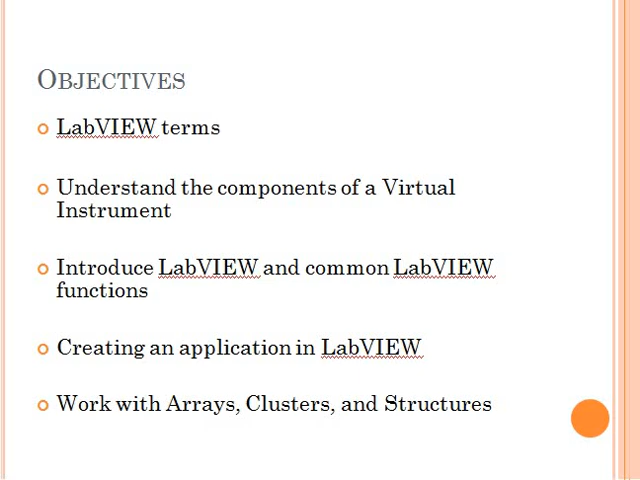 OBJECTIVES
LabVIEW terms
Understand the components of a Virtual
Instrument
Introduce LabVIEW and common LabVIEW
functions
Creating an application in LabVIEW
Work with Arrays, Clusters, and Structures